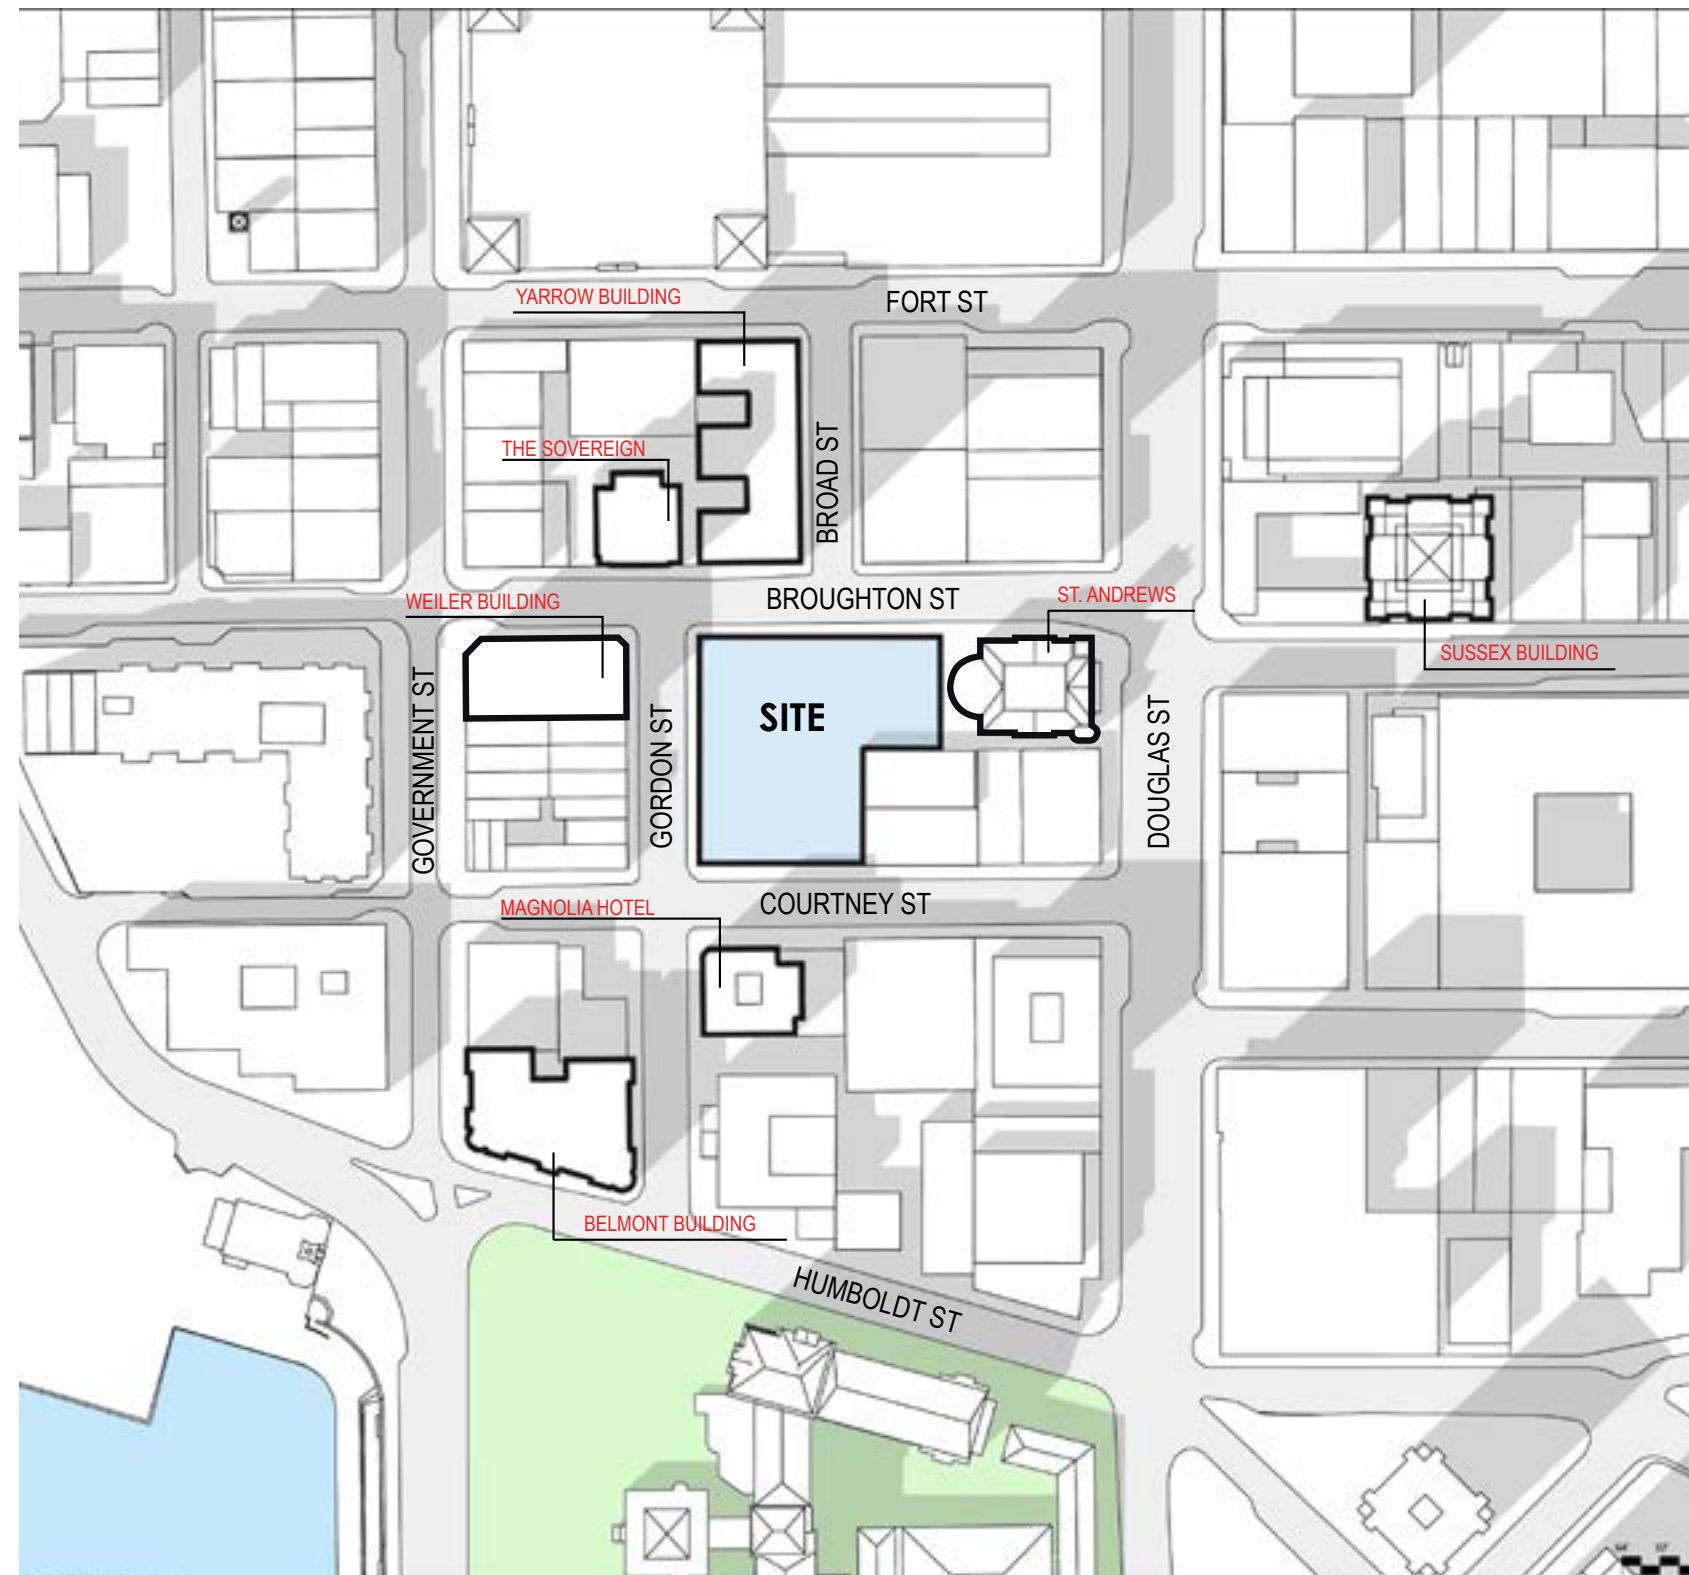 YARROW BUILDING
FORT ST
THE SOVEREIGN
BROAD ST
WEILER BUILDING
BROUGHTON ST
ST. ANDREWS
SUSSEX BUILDING
GOVERNMENT ST
GORDON ST
SITE
DOUGLAS ST
MAGNOLIA HOTEL
COURTNEY ST
BELMONT BUILDING
HUMBOLDT ST